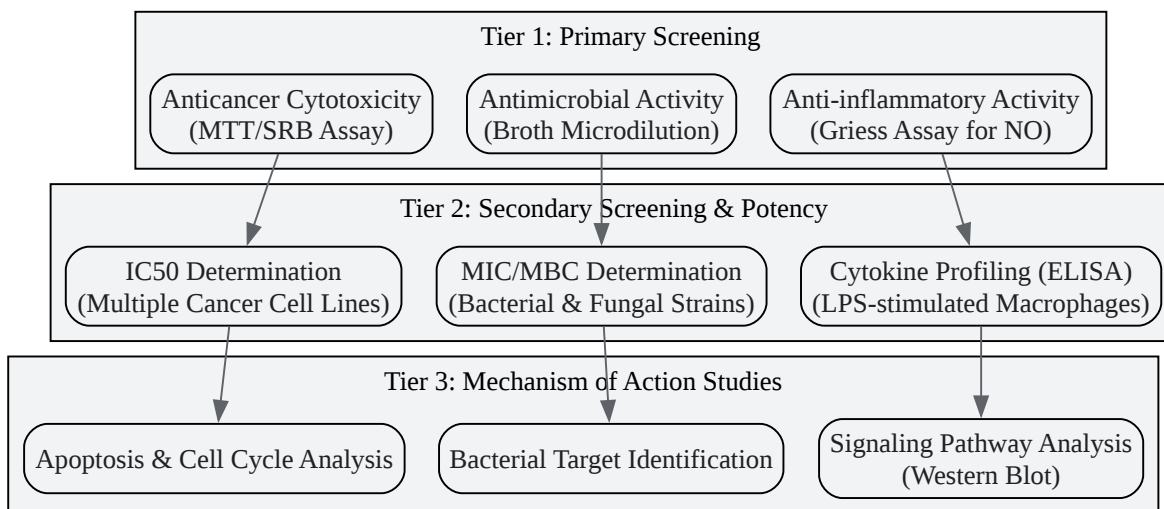 Tier 1: Primary Screening
Anticancer Cytotoxicity
(MTT/SRB Assay)
Antimicrobial Activity
(Broth Microdilution)
Anti-inflammatory Activity
(Griess Assay for NO)
Tier 2: Secondary Screening & Potency
IC50 Determination
(Multiple Cancer Cell Lines)
MIC/MBC Determination
(Bacterial & Fungal Strains)
Cytokine Profiling (ELISA)
(LPS-stimulated Macrophages)
Tier 3: Mechanism of Action Studies
Apoptosis & Cell Cycle Analysis
Bacterial Target Identification
Signaling Pathway Analysis
(Western Blot)